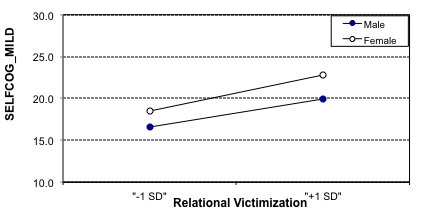 30.0
Male
Female
25.0
20.0
15.0
10.0
SELFCOG_MILD
"-1 SD"
"+1 SD"
Relational Victimization